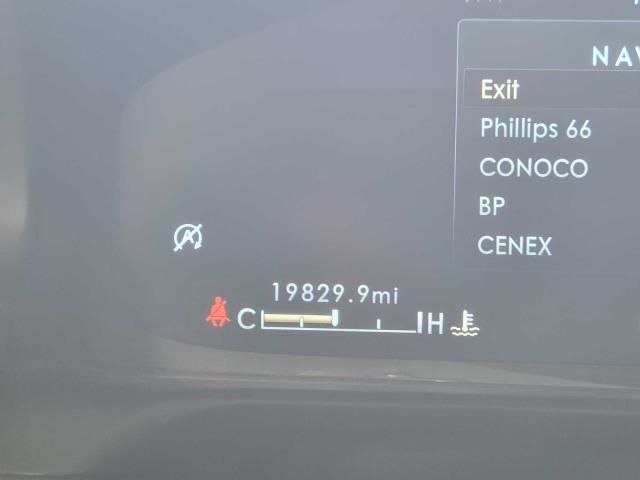 NAV
Exit
Phillips 66
CONOCO
BP
CENEX
A
19829.9mi
C H